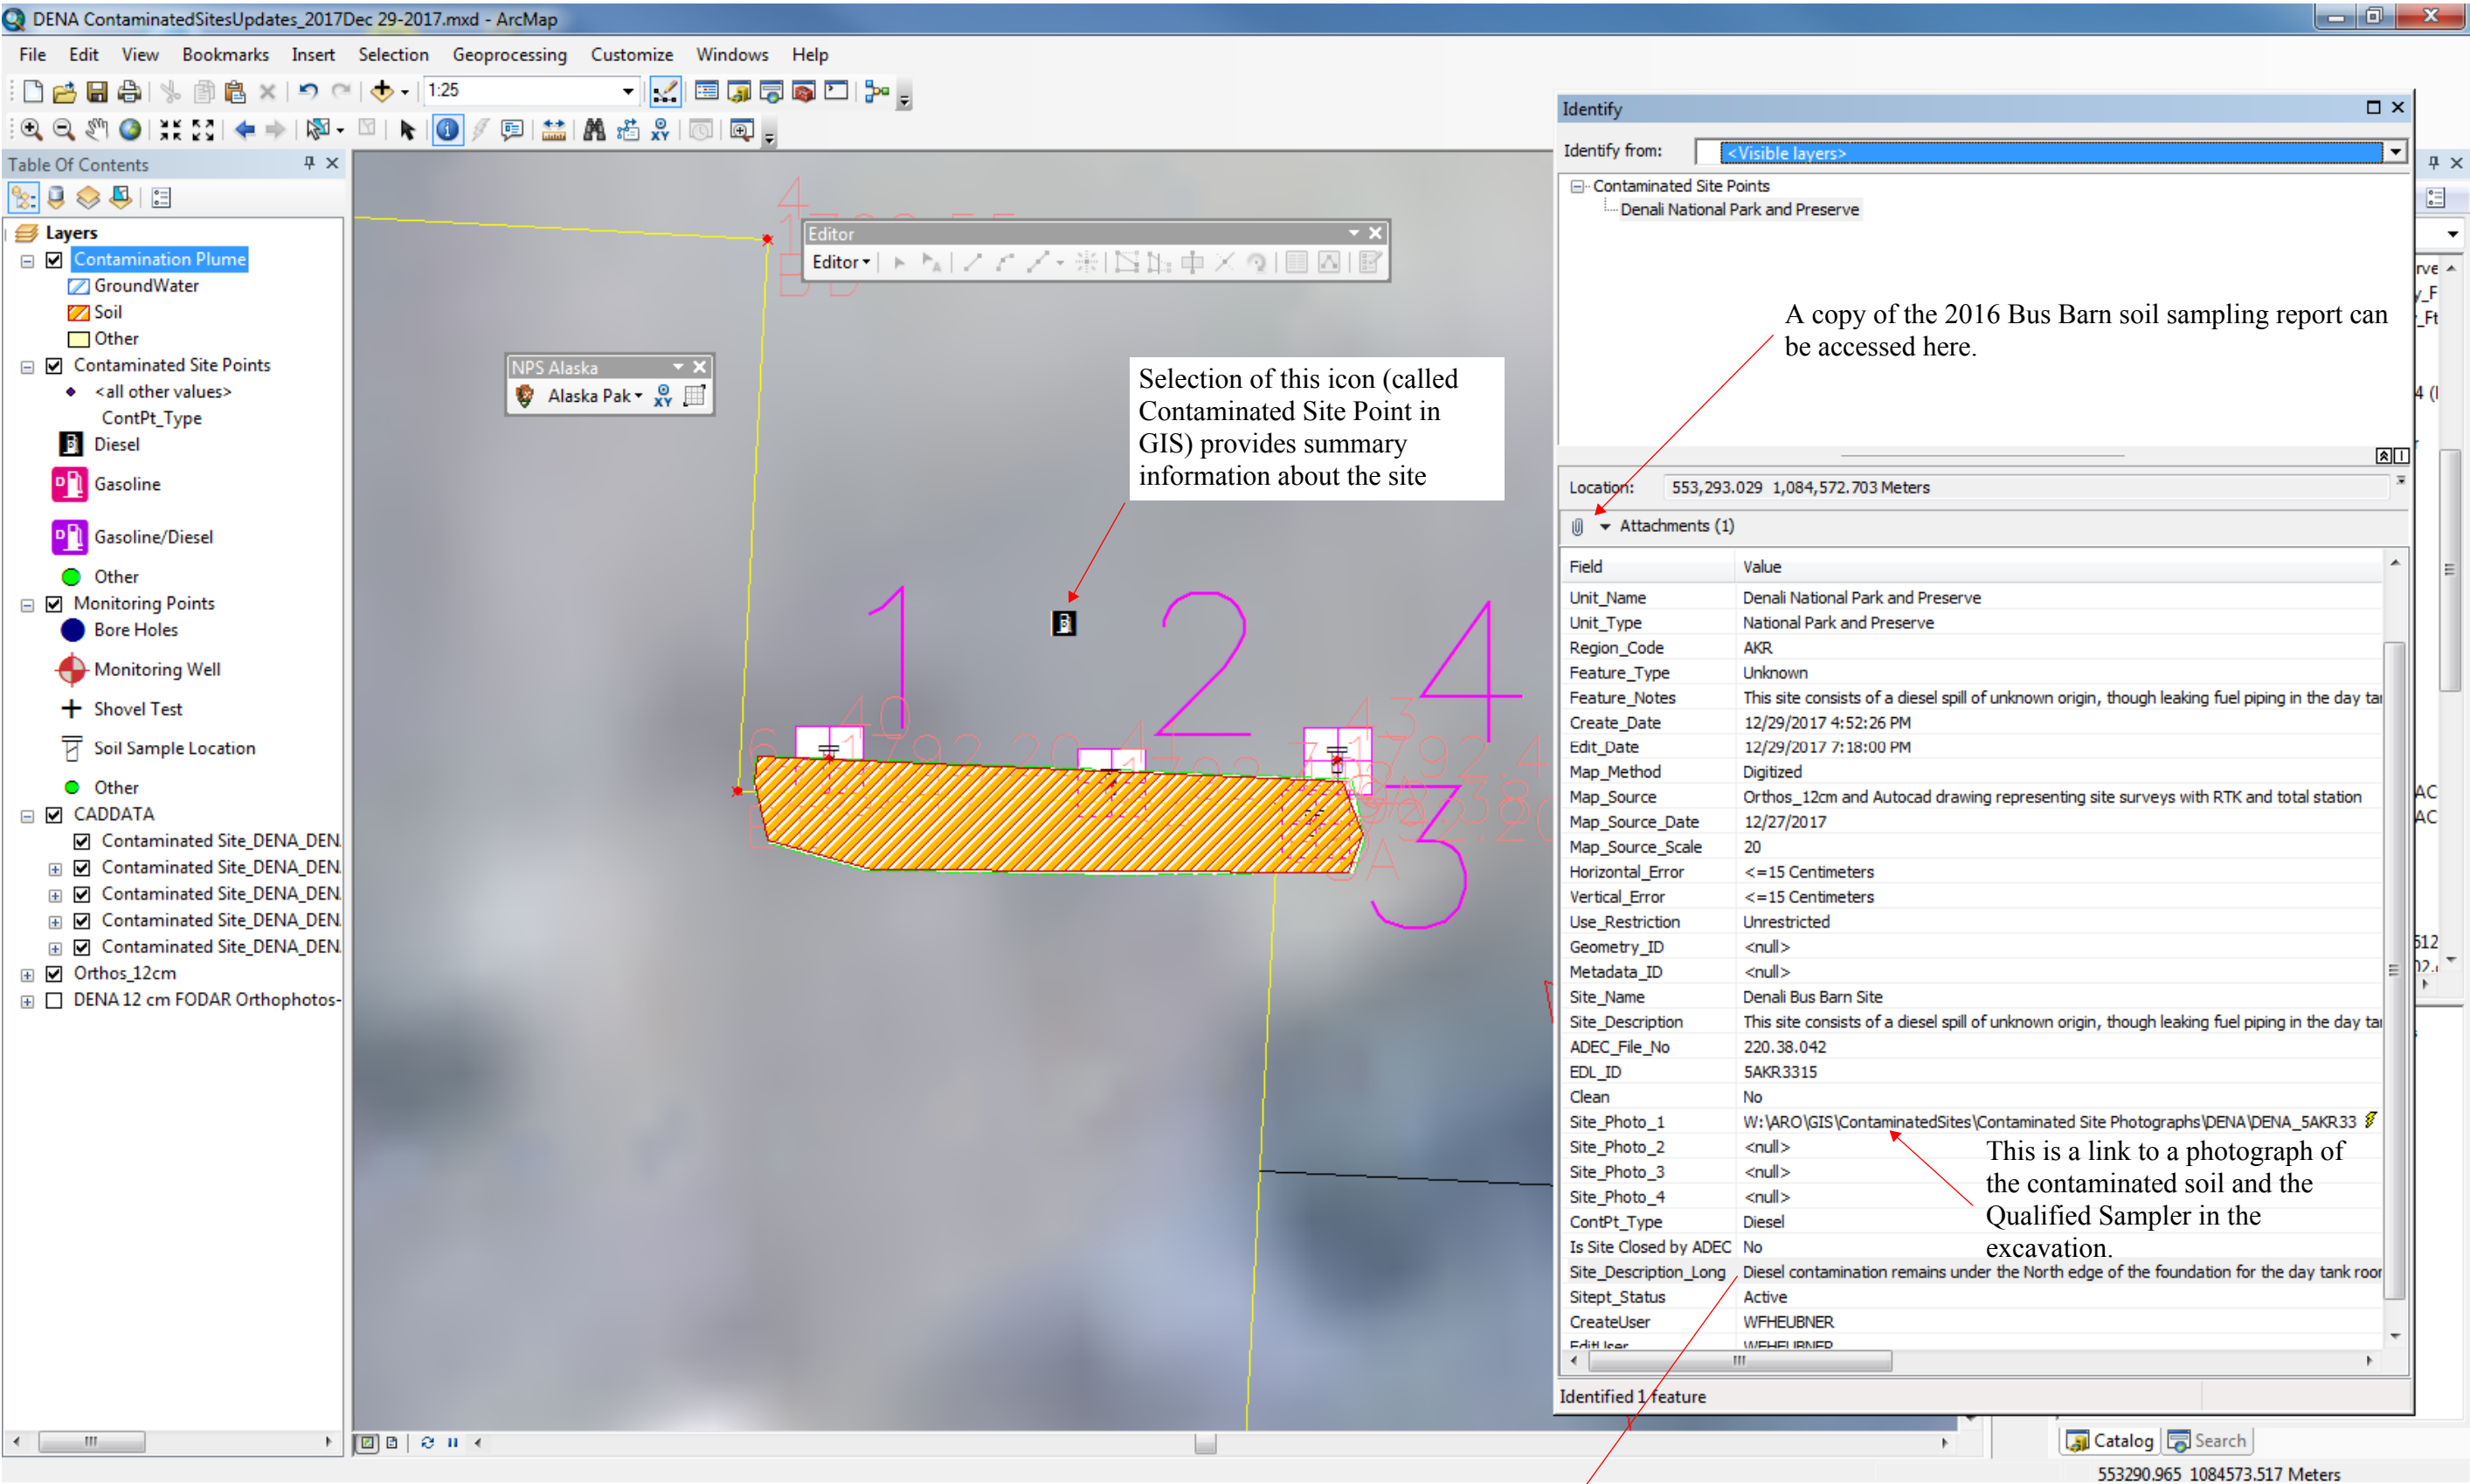 DENA ContaminatedSitesUpdates_2017Dec 29-2017.mxd - ArcMap
File Edit View Bookmarks Insert Selection Geoprocessing Customize Windows Help
1:25
Table Of Contents
Layers
Contamination Plume
GroundWater
Soil
Other
Contaminated Site Points
<all other values>
ContPt_Type
Diesel
Gasoline
Gasoline/Diesel
Other
Monitoring Points
Bore Holes
Monitoring Well
Shovel Test
Soil Sample Location
Other
CADDATA
Contaminated Site_DENA_DEN
Contaminated Site_DENA_DEN
Contaminated Site_DENA_DEN
Contaminated Site_DENA_DEN
Contaminated Site_DENA_DEN
Orthos_12cm
DENA 12 cm FODAR Orthophotos-
Editor
Editor
NPS Alaska
Alaska Pak
Selection of this icon (called
Contaminated Site Point in
GIS) provides summary
information about the site
1
2
4
3
4
40
41
43
Identify
Identify from: <Visible layers>
Contaminated Site Points
Denali National Park and Preserve
A copy of the 2016 Bus Barn soil sampling report can
be accessed here.
Location: 553,293.029 1,084,572.703 Meters
Attachments (1)
Field Value
Unit_Name Denali National Park and Preserve
Unit_Type National Park and Preserve
Region_Code AKR
Feature_Type Unknown
Feature_Notes This site consists of a diesel spill of unknown origin, though leaking fuel piping in the day tan
Create_Date 12/29/2017 4:52:26 PM
Edit_Date 12/29/2017 7:18:00 PM
Map_Method Digitized
Map_Source Orthos_12cm and Autocad drawing representing site surveys with RTK and total station
Map_Source_Date 12/27/2017
Map_Source_Scale 20
Horizontal_Error <=15 Centimeters
Vertical_Error <=15 Centimeters
Use_Restriction Unrestricted
Geometry_ID <null>
Metadata_ID <null>
Site_Name Denali Bus Barn Site
Site_Description This site consists of a diesel spill of unknown origin, though leaking fuel piping in the day tan
ADEC_File_No 220.38.042
EDL_ID 5AKR3315
Clean No
Site_Photo_1 W:\ARO\GIS\ContaminatedSites\Contaminated Site Photographs\DENA\DENA_5AKR33
Site_Photo_2 <null>
Site_Photo_3 <null>
Site_Photo_4 <null>
This is a link to a photograph of
the contaminated soil and the
Qualified Sampler in the
excavation.
ContPt_Type Diesel
Is Site Closed by ADEC No
Site_Description_Long Diesel contamination remains under the North edge of the foundation for the day tank roor
Sitept_Status Active
CreateUser WFHEUBNER
EditUser WFHEUBNER
Identified 1 feature
Catalog Search
553290.965 1084573.517 Meters